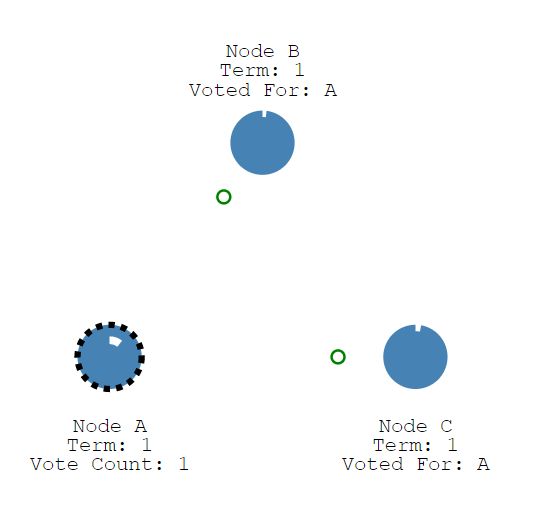 Node B
Term: 1
Voted For: A
Node A
Term: 1
Vote Count: 1
Node C
Term: 1
Voted For: A